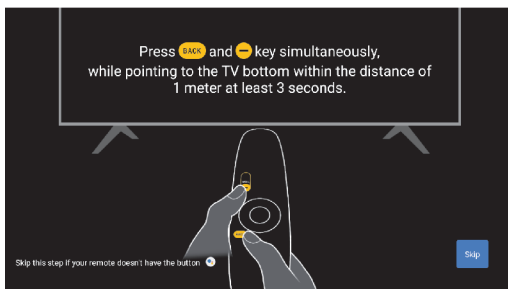 Press BACK and − key simultaneously,
while pointing to the TV bottom within the distance of
1 meter at least 3 seconds.
Skip this step if your remote doesn't have the button
Skip